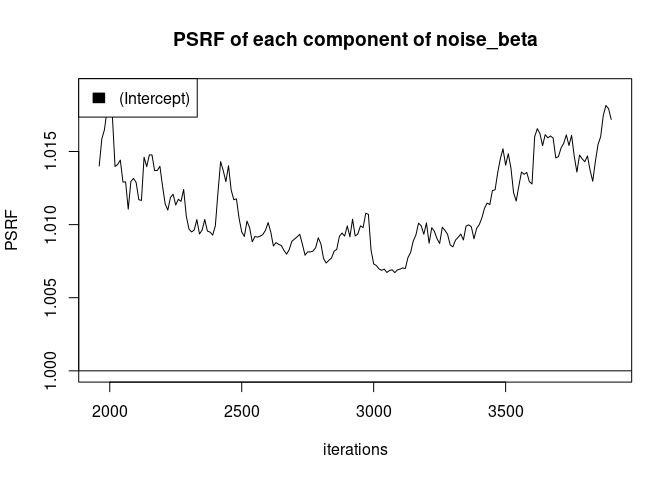 PSRF of each component of noise_beta
(Intercept)
PSRF
1.015
1.010
1.005
1.000
2000 2500 3000 3500
iterations